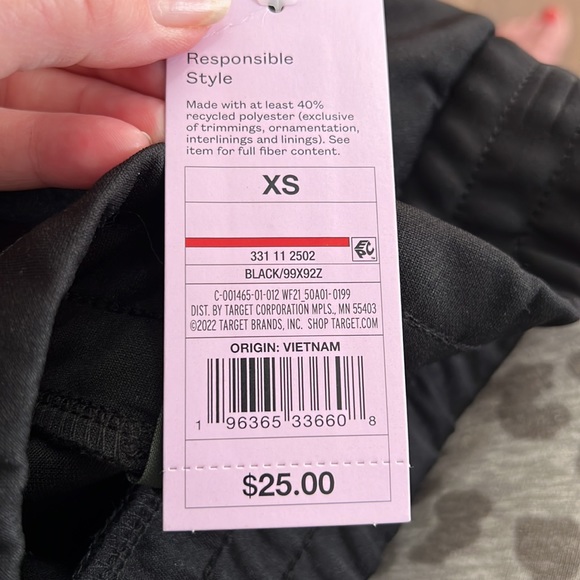 Responsible
Style
Made with at least 40%
recycled polyester (exclusive
of trimmings, ornamentation,
interlinings and linings). See
item for full fiber content.
XS
331 11 2502
EPC
BLACK/99X92Z
C-001465-01-012 WF21_50A01-0199
DIST. BY TARGET CORPORATION MPLS., MN 55403
©2022 TARGET BRANDS, INC. SHOP TARGET.COM
ORIGIN: VIETNAM
1 96365 33660 8
$25.00